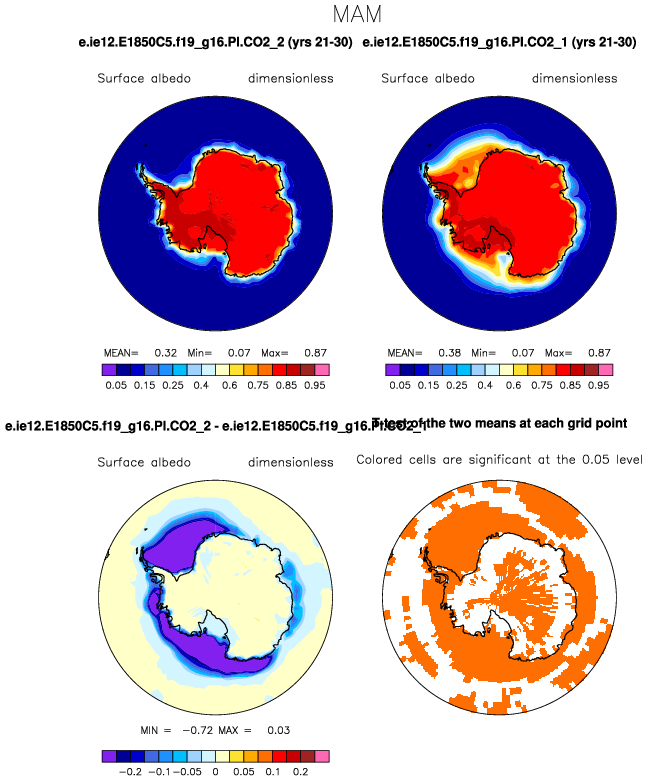 MAM
e.ie12.E1850C5.f19_g16.PI.CO2_2 (yrs 21-30)
e.ie12.E1850C5.f19_g16.PI.CO2_1 (yrs 21-30)
Surface albedo dimensionless
Surface albedo dimensionless
MEAN= 0.32 Min= 0.07 Max= 0.87
MEAN= 0.38 Min= 0.07 Max= 0.87
0.05 0.15 0.25 0.4 0.6 0.75 0.85 0.95
0.05 0.15 0.25 0.4 0.6 0.75 0.85 0.95
e.ie12.E1850C5.f19_g16.PI.CO2_2 - e.ie12.E1850C5.f19_g16.PI.CO2_1
T-test of the two means at each grid point
Surface albedo dimensionless
Colored cells are significant at the 0.05 level
MIN = -0.72 MAX = 0.03
-0.2 -0.1 -0.05 0 0.05 0.1 0.2